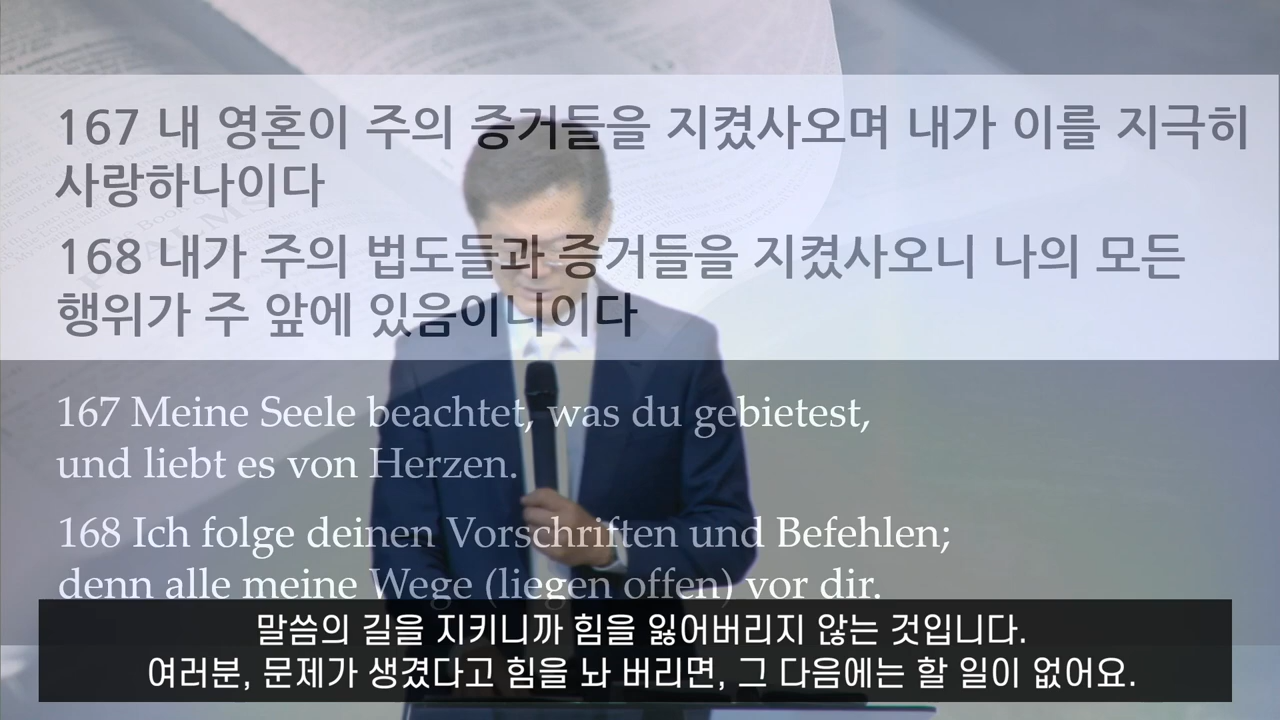 167 내 영혼이 주의 증거들을 지켰사오며 내가 이를 지극히
사랑하나이다
168 내가 주의 법도들과 증거들을 지켰사오니 나의 모든
행위가 주 앞에 있음이니이다
167 Meine Seele beachtet, was du gebietest,
und liebt es von Herzen.
168 Ich folge deinen Vorschriften und Befehlen;
denn alle meine Wege (liegen offen) vor dir.
말씀의 길을 지키니까 힘을 잃어버리지 않는 것입니다.
여러분, 문제가 생겼다고 힘을 놔 버리면, 그 다음에는 할 일이 없어요.